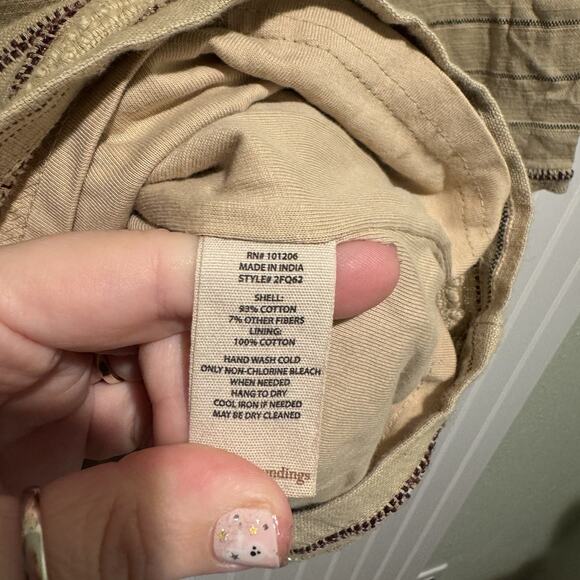 RN# 101206
MADE IN INDIA
STYLE# 2FQ62
SHELL:
93% COTTON
7% OTHER FIBERS
LINING:
100% COTTON
HAND WASH COLD
ONLY NON-CHLORINE BLEACH
WHEN NEEDED
HANG TO DRY
COOL IRON IF NEEDED
MAY BE DRY CLEANED